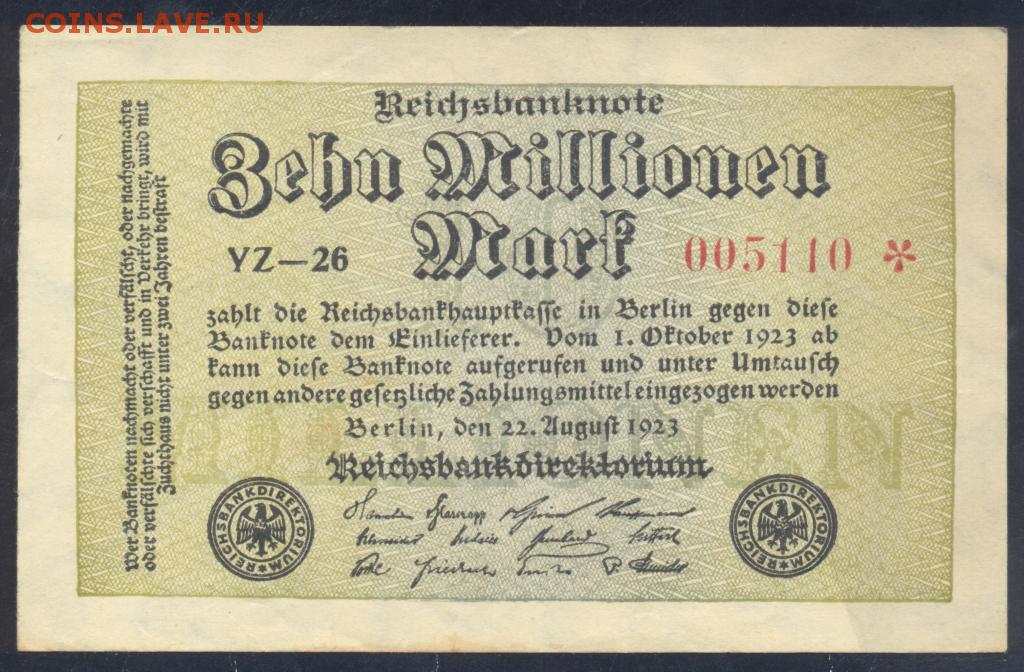 COINS.LAVE.RU
Reichsbanknote
Zehn Millionen
Mark
YZ—26
005110 *
zahlt die Reichsbankhauptkasse in Berlin gegen diese
Banknote dem Einlieferer. Vom 1. Oktober 1923 ab
kann diese Banknote aufgerufen und unter Umtausch
gegen andere gesetzliche Zahlungsmittel eingezogen werden
Berlin, den 22. August 1923
Reichsbankdirektorium
Wer Banknoten nachmacht oder verfälscht, oder nachgemachte
oder verfälschte sich verschafft und in Verkehr bringt, wird mit
Zuchthaus nicht unter zwei Jahren bestraft
REICHSBANKDIREKTORIUM
REICHSBANKDIREKTORIUM